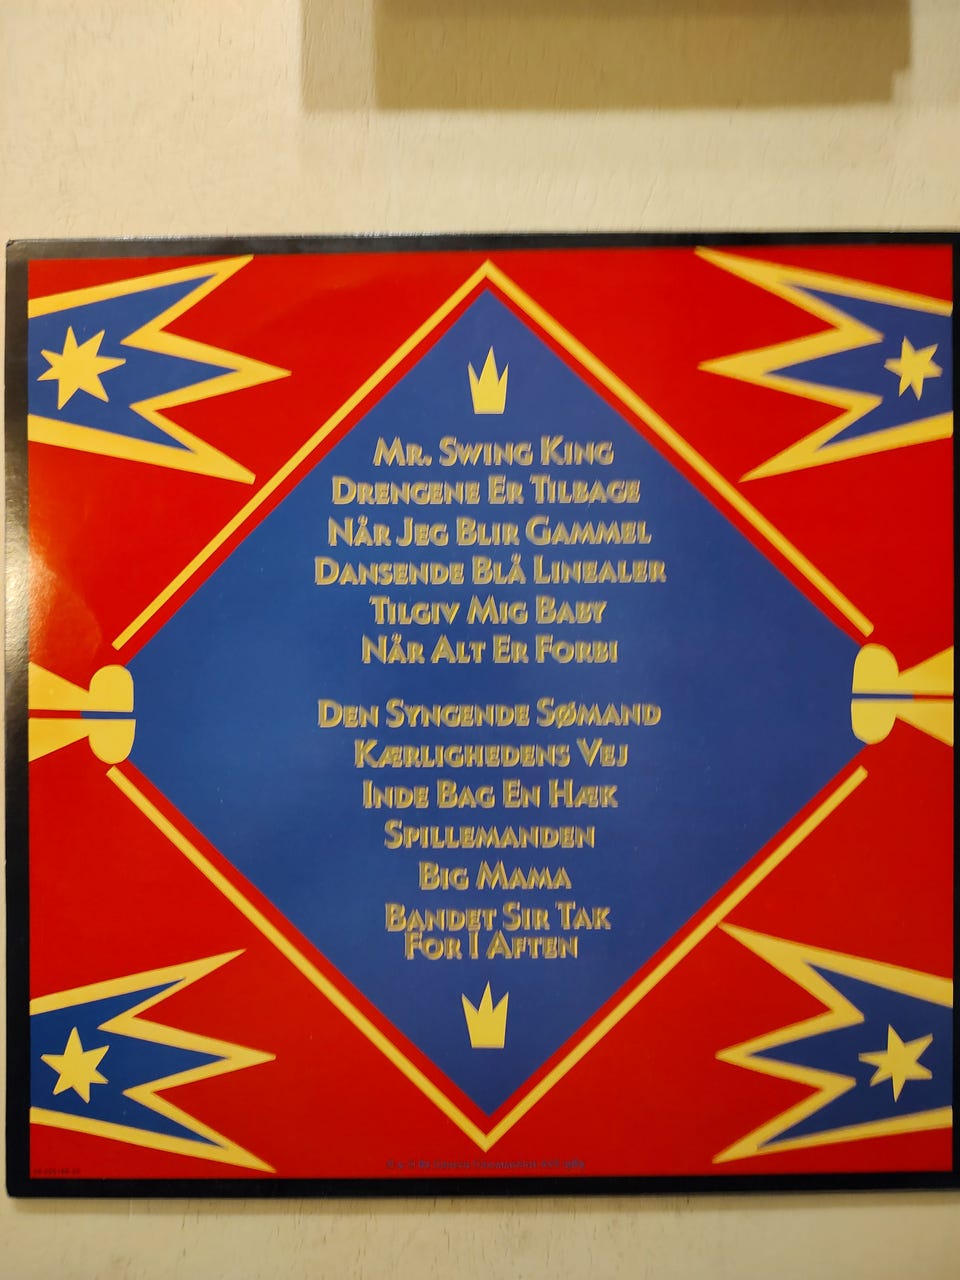 Mr. Swing King
Drengene Er Tilbage
Når Jeg Blir Gammel
Dansende Blå Linealer
Tilgiv Mig Baby
Når Alt Er Forbi
Den Syngende Sømand
Kærlighedens Vej
Inde Bag En Hæk
Spillemanden
Big Mama
Bandet Sir Tak
For I Aften